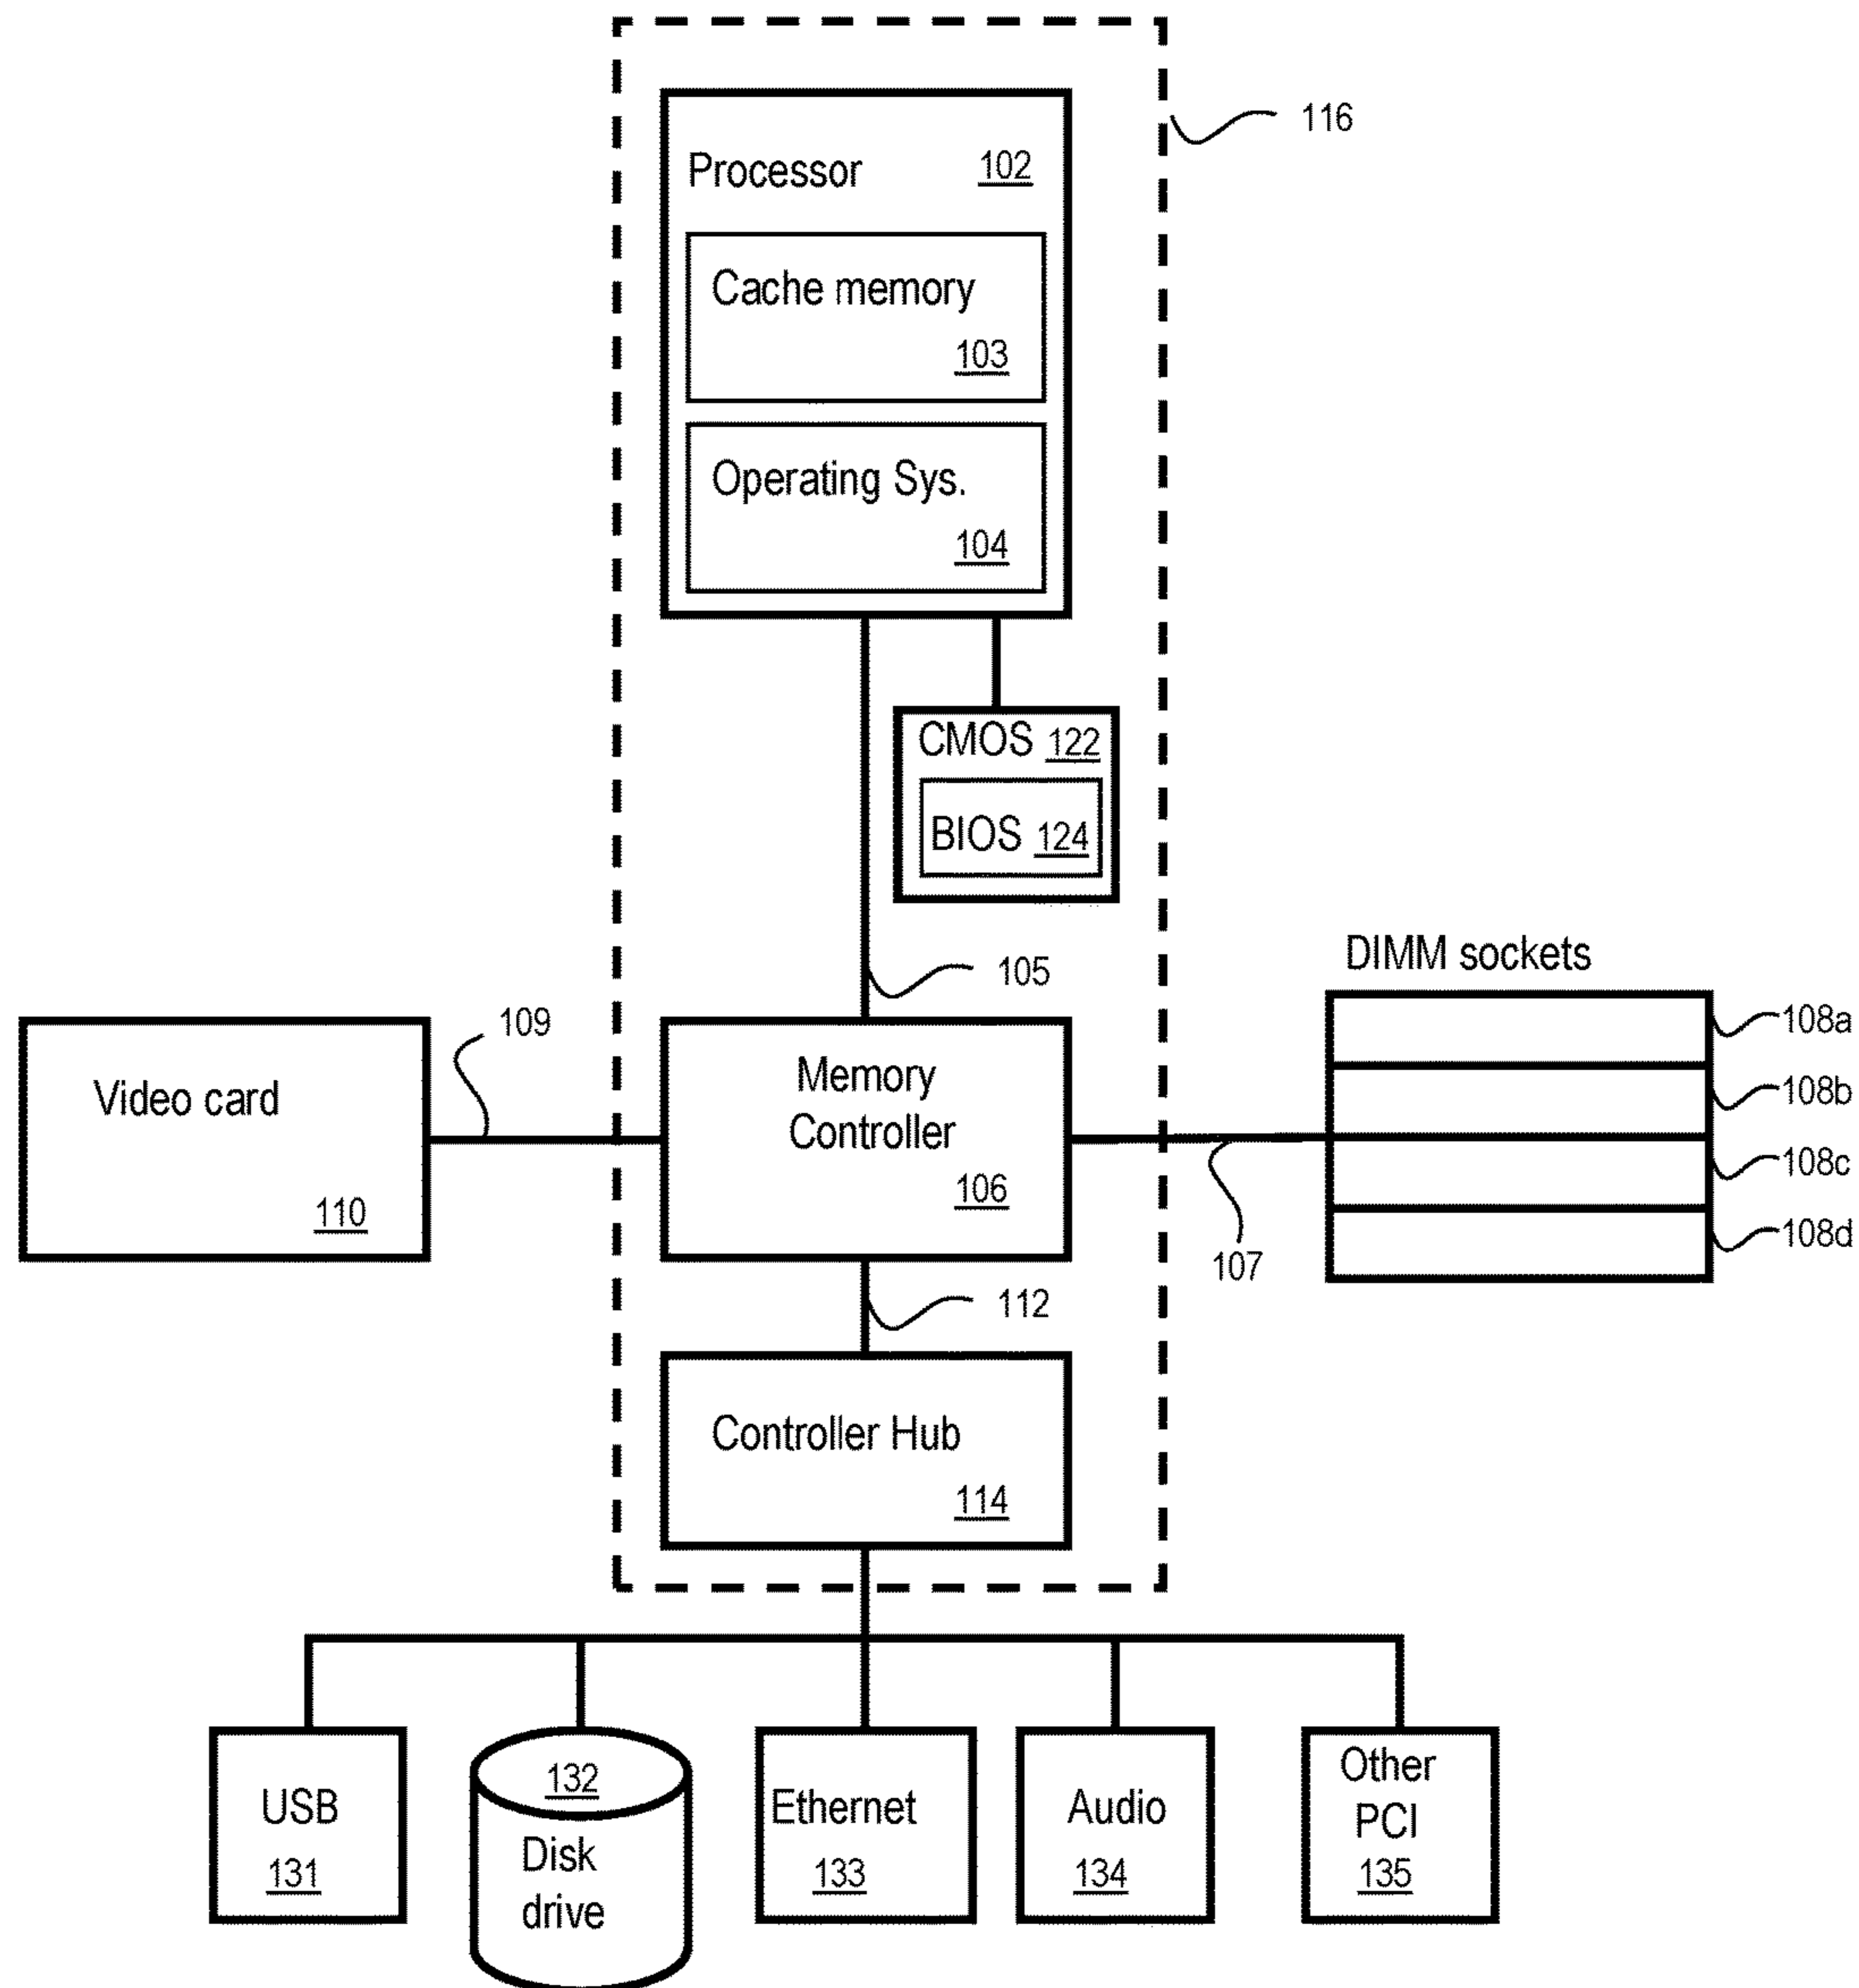 116
Processor 102
Cache memory
103
Operating Sys.
104
CMOS 122
BIOS 124
105
DIMM sockets
108a
108b
108c
108d
109
Video card
110
Memory
Controller
106
107
112
Controller Hub
114
USB
131
132
Disk
drive
Ethernet
133
Audio
134
Other
PCI
135